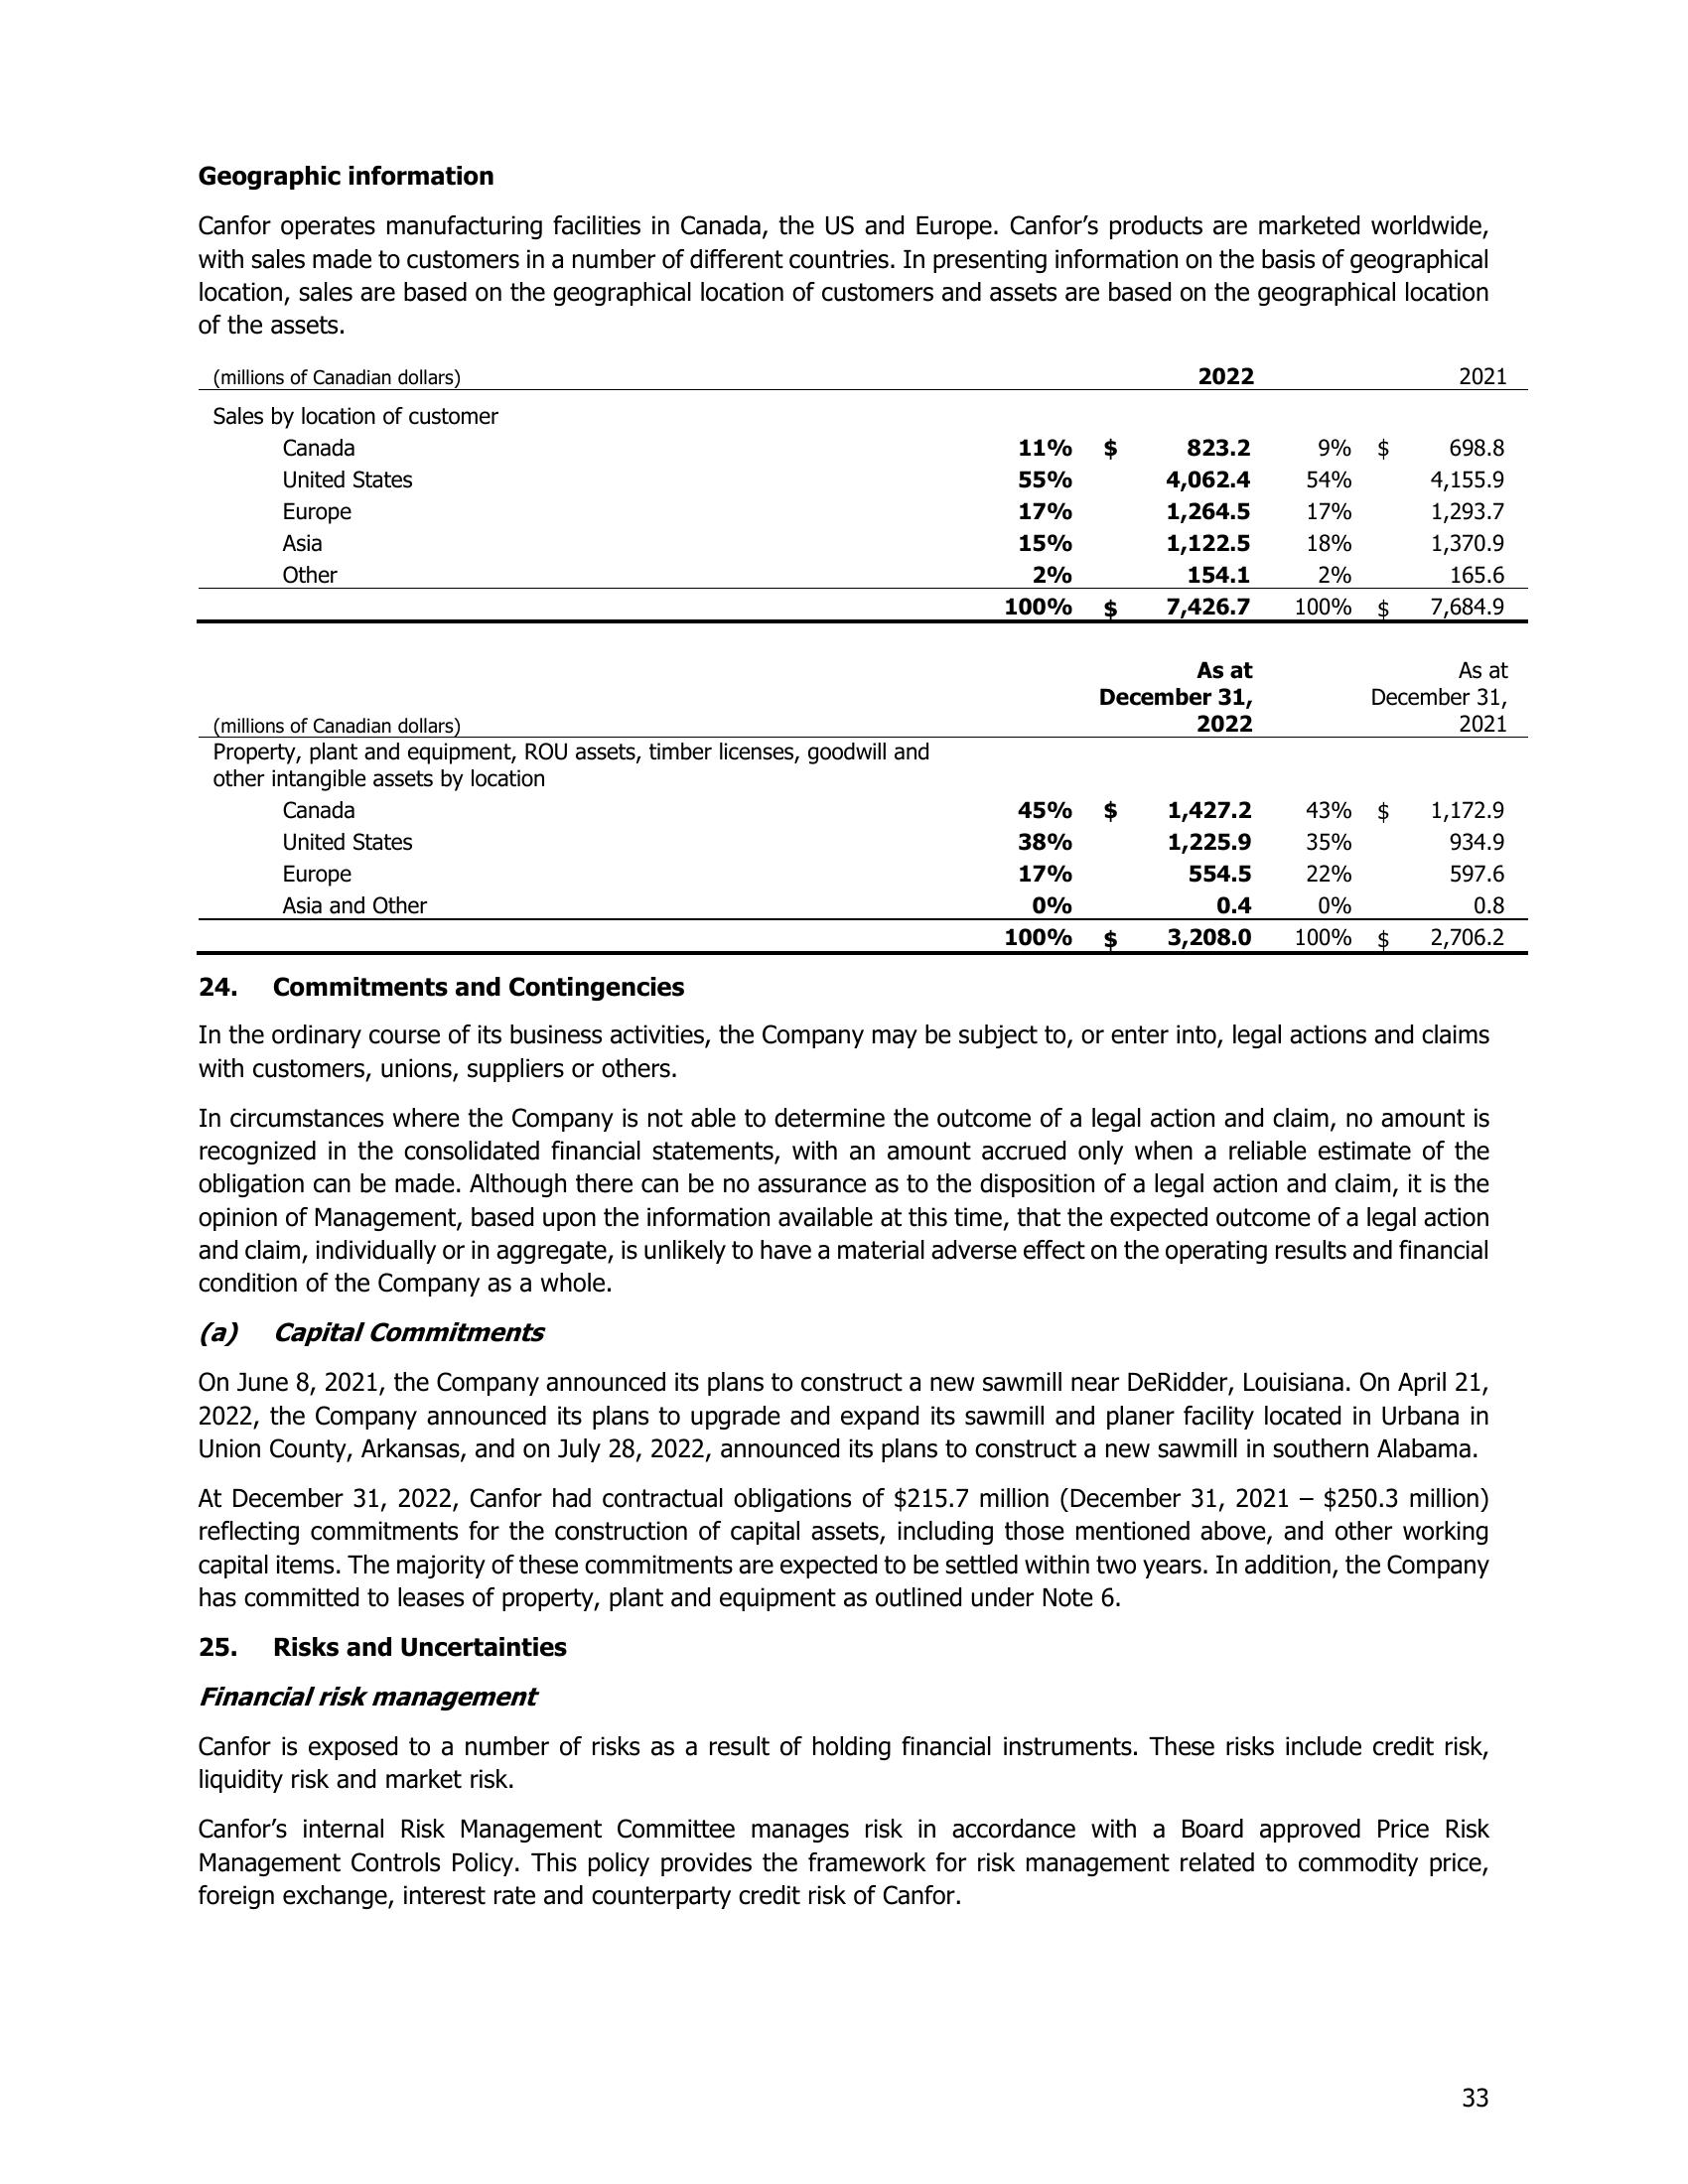 Geographic information
Canfor operates manufacturing facilities in Canada, the US and Europe. Canfor’s products are marketed worldwide,
with sales made to customers in a number of different countries. In presenting information on the basis of geographical
location, sales are based on the geographical location of customers and assets are based on the geographical location
of the assets.
(millions of Canadian dollars) 2022 2021
Sales by location of customer
Canada 11% $ 823.2 9% $ 698.8
United States 55% 4,062.4 54% 4,155.9
Europe 17% 1,264.5 17% 1,293.7
Asia 15% 1,122.5 18% 1,370.9
Other 2% 154.1 2% 165.6
100% $ 7,426.7 100% $ 7,684.9
As at As at
December 31, December 31,
(millions of Canadian dollars) 2022 2021
Property, plant and equipment, ROU assets, timber licenses, goodwill and
other intangible assets by location
Canada 45% $ 1,427.2 43% $ 1,172.9
United States 38% 1,225.9 35% 934.9
Europe 17% 554.5 22% 597.6
Asia and Other 0% 0.4 0% 0.8
100% $ 3,208.0 100% $ 2,706.2
24. Commitments and Contingencies
In the ordinary course of its business activities, the Company may be subject to, or enter into, legal actions and claims
with customers, unions, suppliers or others.
In circumstances where the Company is not able to determine the outcome of a legal action and claim, no amount is
recognized in the consolidated financial statements, with an amount accrued only when a reliable estimate of the
obligation can be made. Although there can be no assurance as to the disposition of a legal action and claim, it is the
opinion of Management, based upon the information available at this time, that the expected outcome of a legal action
and claim, individually or in aggregate, is unlikely to have a material adverse effect on the operating results and financial
condition of the Company as a whole.
(a) Capital Commitments
On June 8, 2021, the Company announced its plans to construct a new sawmill near DeRidder, Louisiana. On April 21,
2022, the Company announced its plans to upgrade and expand its sawmill and planer facility located in Urbana in
Union County, Arkansas, and on July 28, 2022, announced its plans to construct a new sawmill in southern Alabama.
At December 31, 2022, Canfor had contractual obligations of $215.7 million (December 31, 2021 – $250.3 million)
reflecting commitments for the construction of capital assets, including those mentioned above, and other working
capital items. The majority of these commitments are expected to be settled within two years. In addition, the Company
has committed to leases of property, plant and equipment as outlined under Note 6.
25. Risks and Uncertainties
Financial risk management
Canfor is exposed to a number of risks as a result of holding financial instruments. These risks include credit risk,
liquidity risk and market risk.
Canfor’s internal Risk Management Committee manages risk in accordance with a Board approved Price Risk
Management Controls Policy. This policy provides the framework for risk management related to commodity price,
foreign exchange, interest rate and counterparty credit risk of Canfor.
33